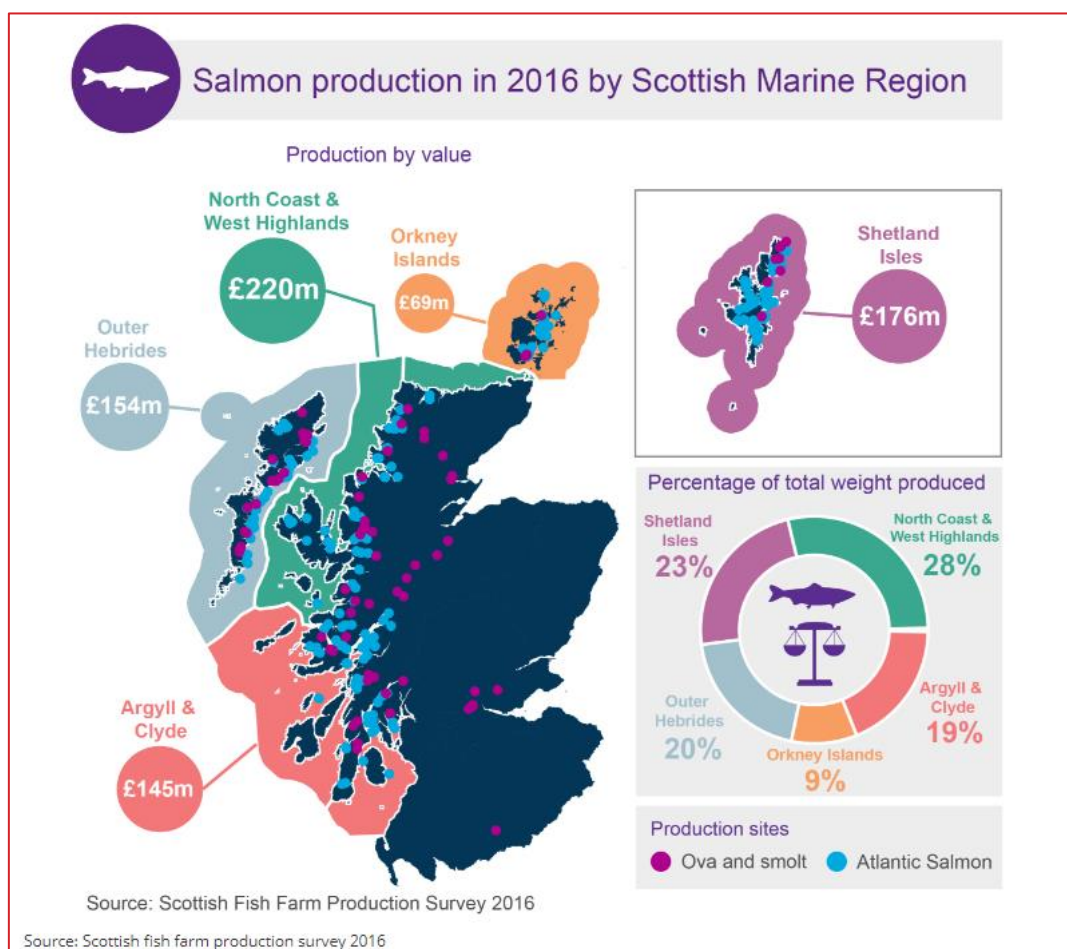 Salmon production in 2016 by Scottish Marine Region
Production by value
North Coast &
West Highlands
£220m
Orkney
Islands
£69m
Outer
Hebrides
£154m
Argyll &
Clyde
£145m
Shetland
Isles
£176m
Percentage of total weight produced
Shetland
Isles
23%
North Coast &
West Highlands
28%
Outer
Hebrides
20%
Orkney Islands
9%
Argyll &
Clyde
19%
Production sites
Ova and smolt
Atlantic Salmon
Source: Scottish Fish Farm Production Survey 2016
Source: Scottish fish farm production survey 2016